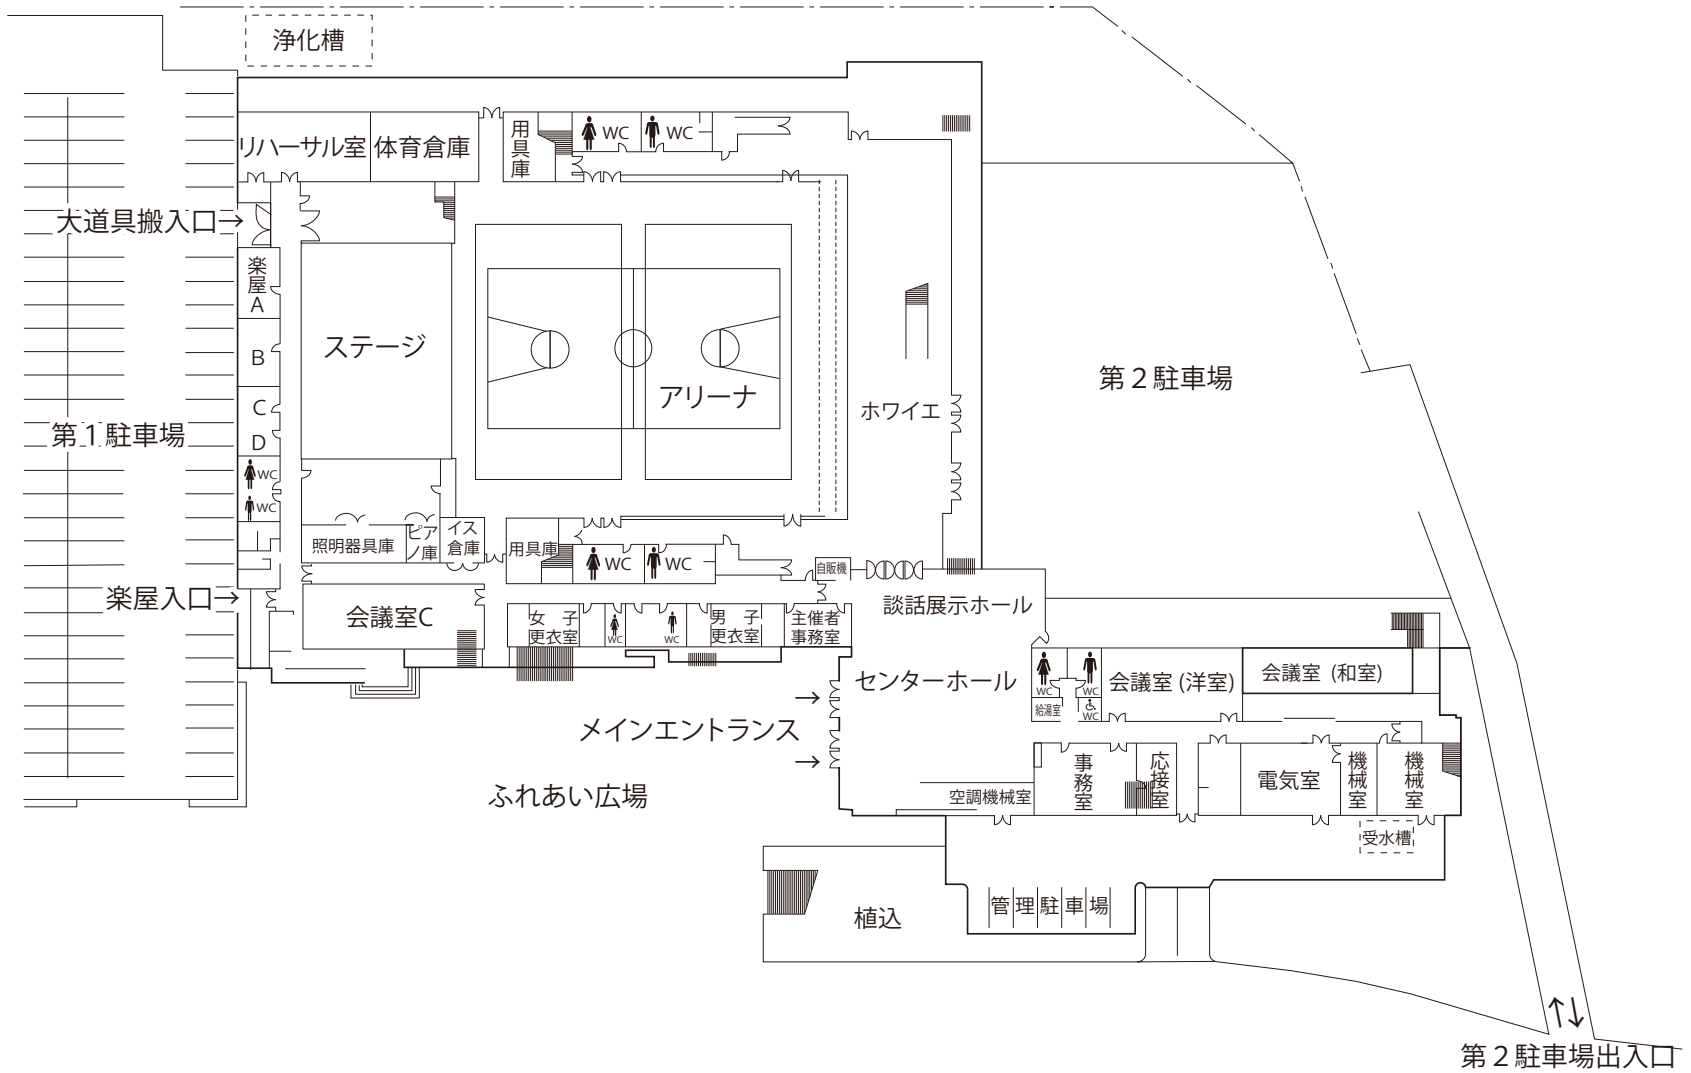 浄化槽
リハーサル室
体育倉庫
用具庫
WC
WC
大道具搬入口→
楽屋A
B
C
D
WC
WC
第1駐車場
ステージ
アリーナ
ホワイエ
第2駐車場
照明器具庫
ピアノ庫
イス倉庫
用具庫
WC
WC
自販機
楽屋入口→
会議室C
女子
更衣室
WC
WC
男子
更衣室
主催者
事務室
談話展示ホール
センターホール
WC
WC
給湯室
WC
会議室 (洋室)
会議室 (和室)
→
メインエントランス
→
ふれあい広場
空調機械室
事務室
応接室
電気室
機械室
機械室
受水槽
植込
管理駐車場
↑↓
第2駐車場出入口